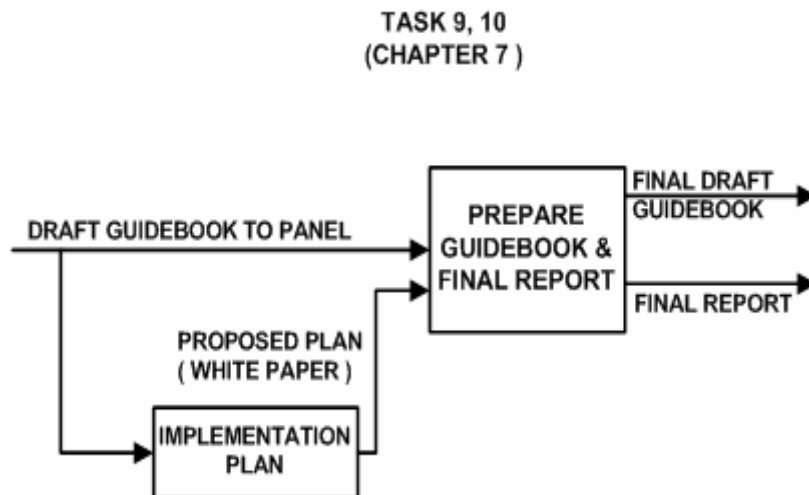 TASK 9, 10
(CHAPTER 7 )
FINAL DRAFT
GUIDEBOOK
DRAFT GUIDEBOOK TO PANEL
PREPARE
GUIDEBOOK &
FINAL REPORT
FINAL REPORT
PROPOSED PLAN
( WHITE PAPER )
IMPLEMENTATION
PLAN